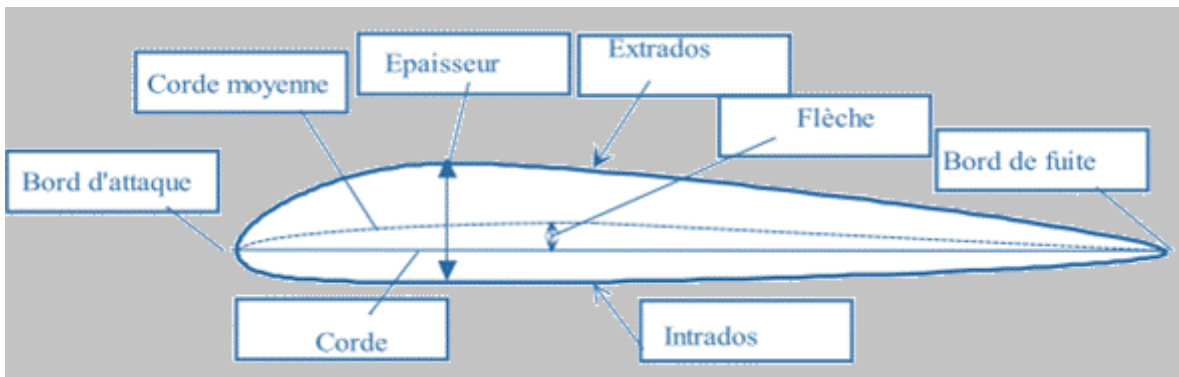 Epaisseur
Extrados
Corde moyenne
Flèche
Bord de fuite
Bord d'attaque
Corde
Intrados